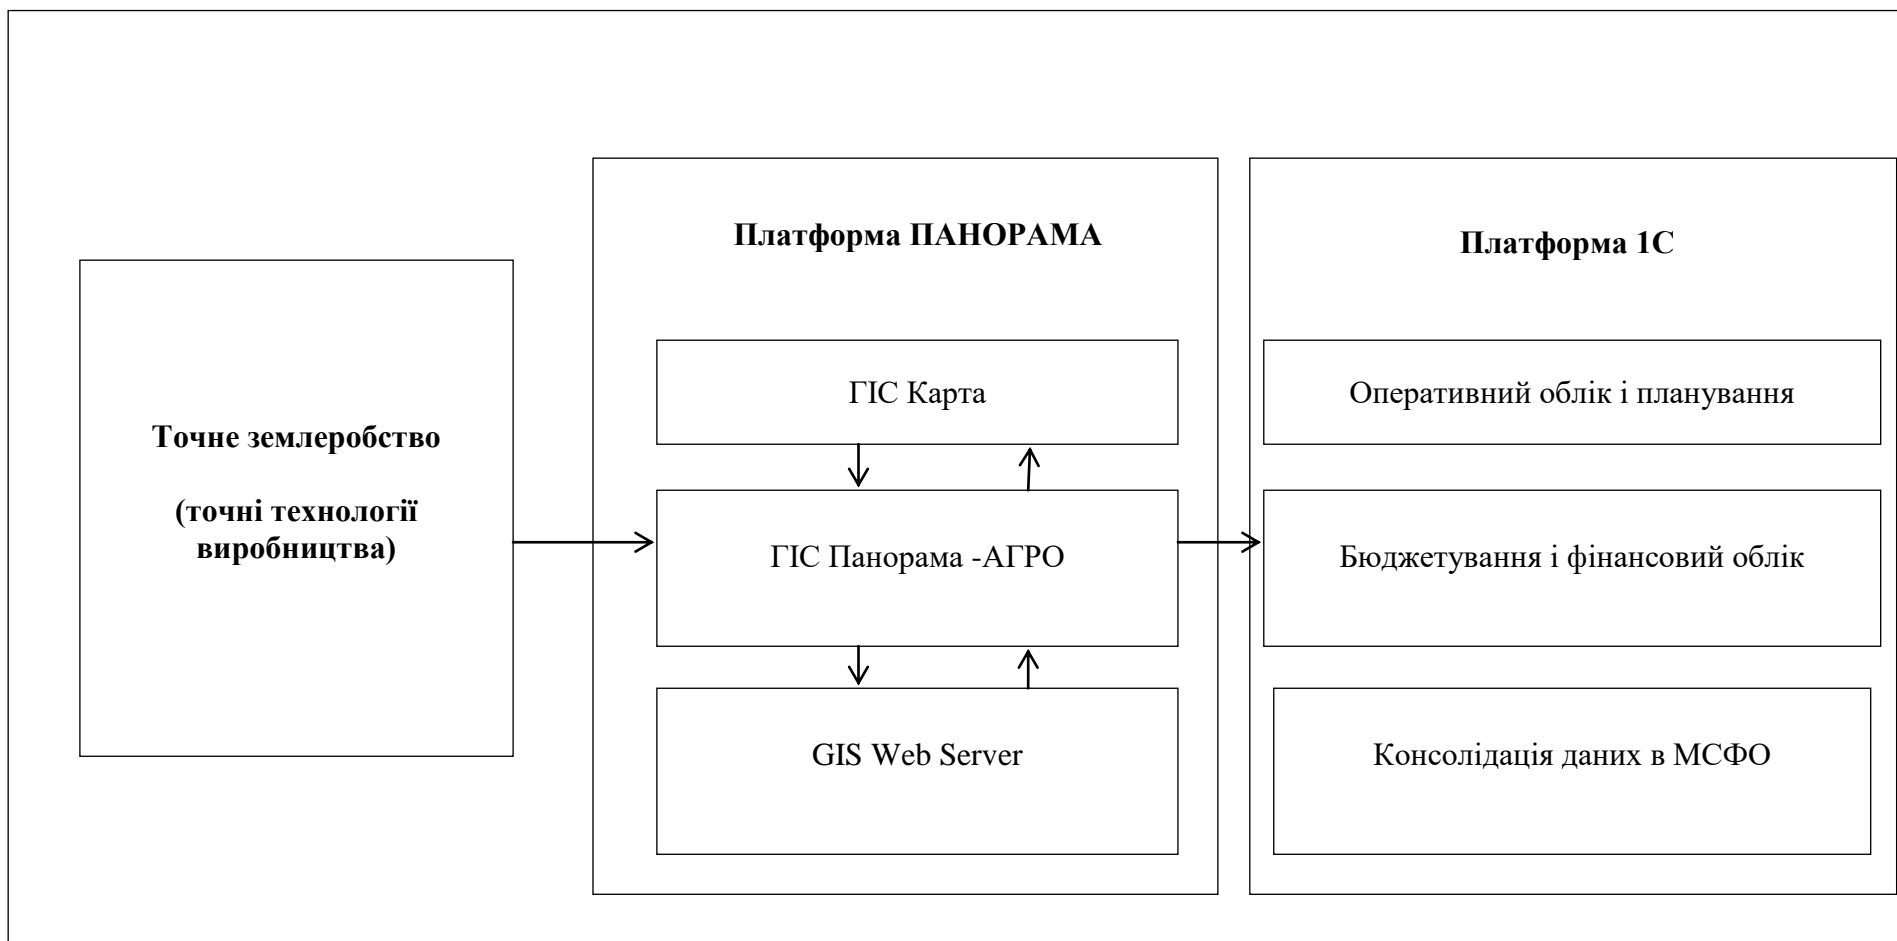 Точне землеробство
(точні технології
виробництва)
Платформа ПАНОРАМА
ГІС Карта
ГІС Панорама -АГРО
GIS Web Server
Платформа 1С
Оперативний облік і планування
Бюджетування і фінансовий облік
Консолідація даних в МСФО